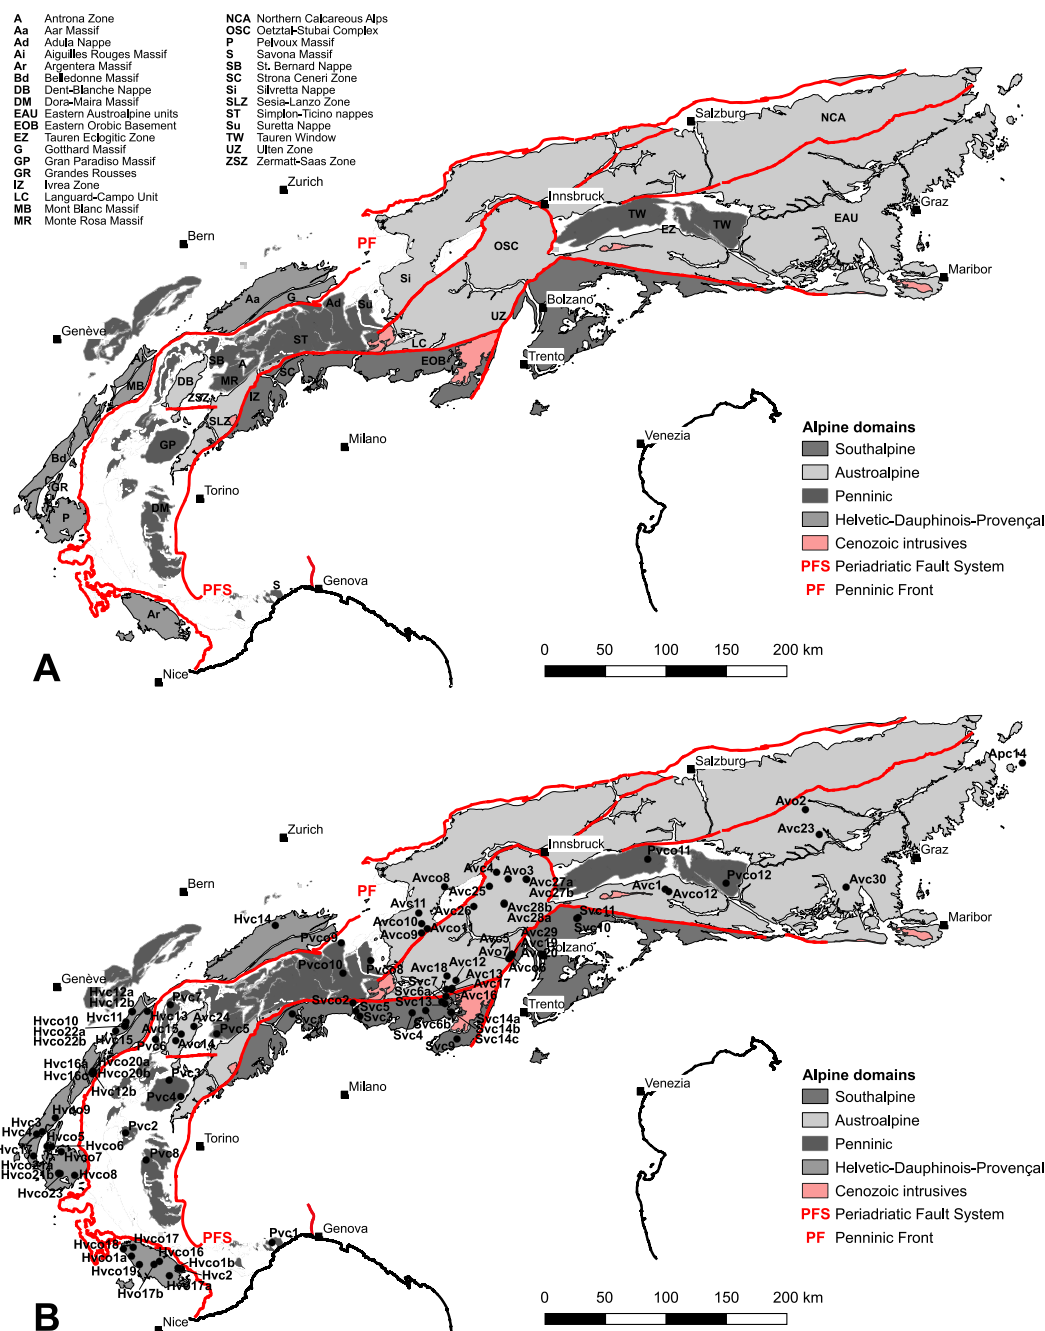 A Antrona Zone
Aa Aar Massif
Ad Adula Nappe
Ai Aiguilles Rouges Massif
Ar Argentera Massif
Bd Belledonne Massif
DB Dent-Blanche Nappe
DM Dora-Maira Massif
EAU Eastern Austroalpine units
EOB Eastern Orobic Basement
EZ Tauren Eclogitic Zone
G Gotthard Massif
GP Gran Paradiso Massif
GR Grandes Rousses
IZ Ivrea Zone
LC Languard-Campo Unit
MB Mont Blanc Massif
MR Monte Rosa Massif
NCA Northern Calcareous Alps
OSC Oetztal-Stubai Complex
P Pelvoux Massif
S Savona Massif
SB St. Bernard Nappe
SC Strona Ceneri Zone
Si Silvretta Nappe
SLZ Sesia-Lanzo Zone
ST Simplon-Ticino nappes
Su Suretta Nappe
TW Tauren Window
UZ Ulten Zone
ZSZ Zermatt-Saas Zone
Salzburg
NCA
Zurich
Innsbruck
Graz
TW
TW
EAU
Bern
PF
OSC
EZ
Maribor
Si
Aa
G
Ad
Su
Bolzano
UZ
Genève
ST
LC
EOB
Trento
Ai
SB
A
MB
DB
MR
SC
ZSZ
IZ
SLZ
Milano
Venezia
GP
Bd
GR
Torino
P
DM
PFS
S
Genova
Ar
Nice
A
Alpine domains
Southalpine
Austroalpine
Penninic
Helvetic-Dauphinois-Provençal
Cenozoic intrusives
PFS Periadriatic Fault System
PF Penninic Front
0 50 100 150 200 km
Apc14
Salzburg
Avo2
Avc23
Zurich
Innsbruck
Pvco11
Graz
Avc4
Avo3
Avco8
Avc25
Avc27a
Avc27b
Avc1
Avco12
Pvco12
Avc30
Bern
PF
Avc11
Avc26
Avc28b
Avc28a
Svc11
Svc10
Hvc14
Avco10
Avco9
Avco11
Maribor
Avc29
Pvco9
Avo7
Bolzano
Pvco10
Pvco8
Avc18
Avc12
Avc13
Avc17
Avc16
Svc7
Svc6a
Genève
Hvc12a
Hvc12b
Pvc7
Svco2
Svc5
Svc13
Trento
Hvco10
Hvc11
Hvc13
Avc24
Svc1
Svc6b
Svc14a
Svc14b
Svc14c
Hvco22a
Hvco22b
Hvc15
Avc15
Pvc5
Svc4
Svc9
Pvc6
Avc14
Hvc16a
Hvco20a
Hvco20b
Pvc3
Milano
Venezia
Hvc12b
Pvc4
Hvc3
Hvc4
Hvco5
Pvc2
Torino
Hvco6
Hvco7
Pvc8
Hvco21b
Hvco8
Hvco23
PFS
Pvc1
Genova
Hvco18
Hvco17
Hvco1a
Hvco16
Hvco1b
Hvco19
Hvc2
Hvo17b
Hvo17a
Nice
B
Alpine domains
Southalpine
Austroalpine
Penninic
Helvetic-Dauphinois-Provençal
Cenozoic intrusives
PFS Periadriatic Fault System
PF Penninic Front
0 50 100 150 200 km